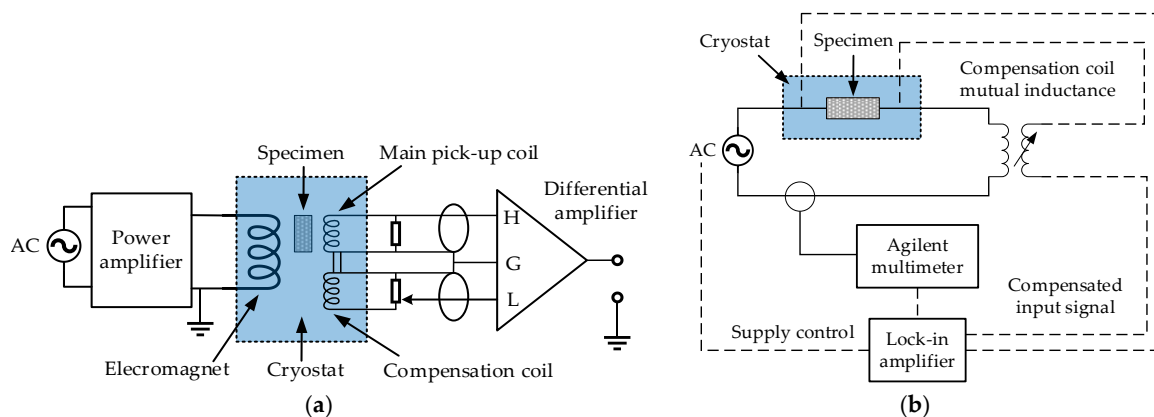 Specimen
Main pick-up coil
Differential
amplifier
AC
Power
amplifier
H
G
L
Elecromagnet
Cryostat
Compensation coil
(a)
Cryostat
Specimen
Compensation coil
mutual inductance
AC
Agilent
multimeter
Compensated
input signal
Supply control
Lock-in
amplifier
(b)